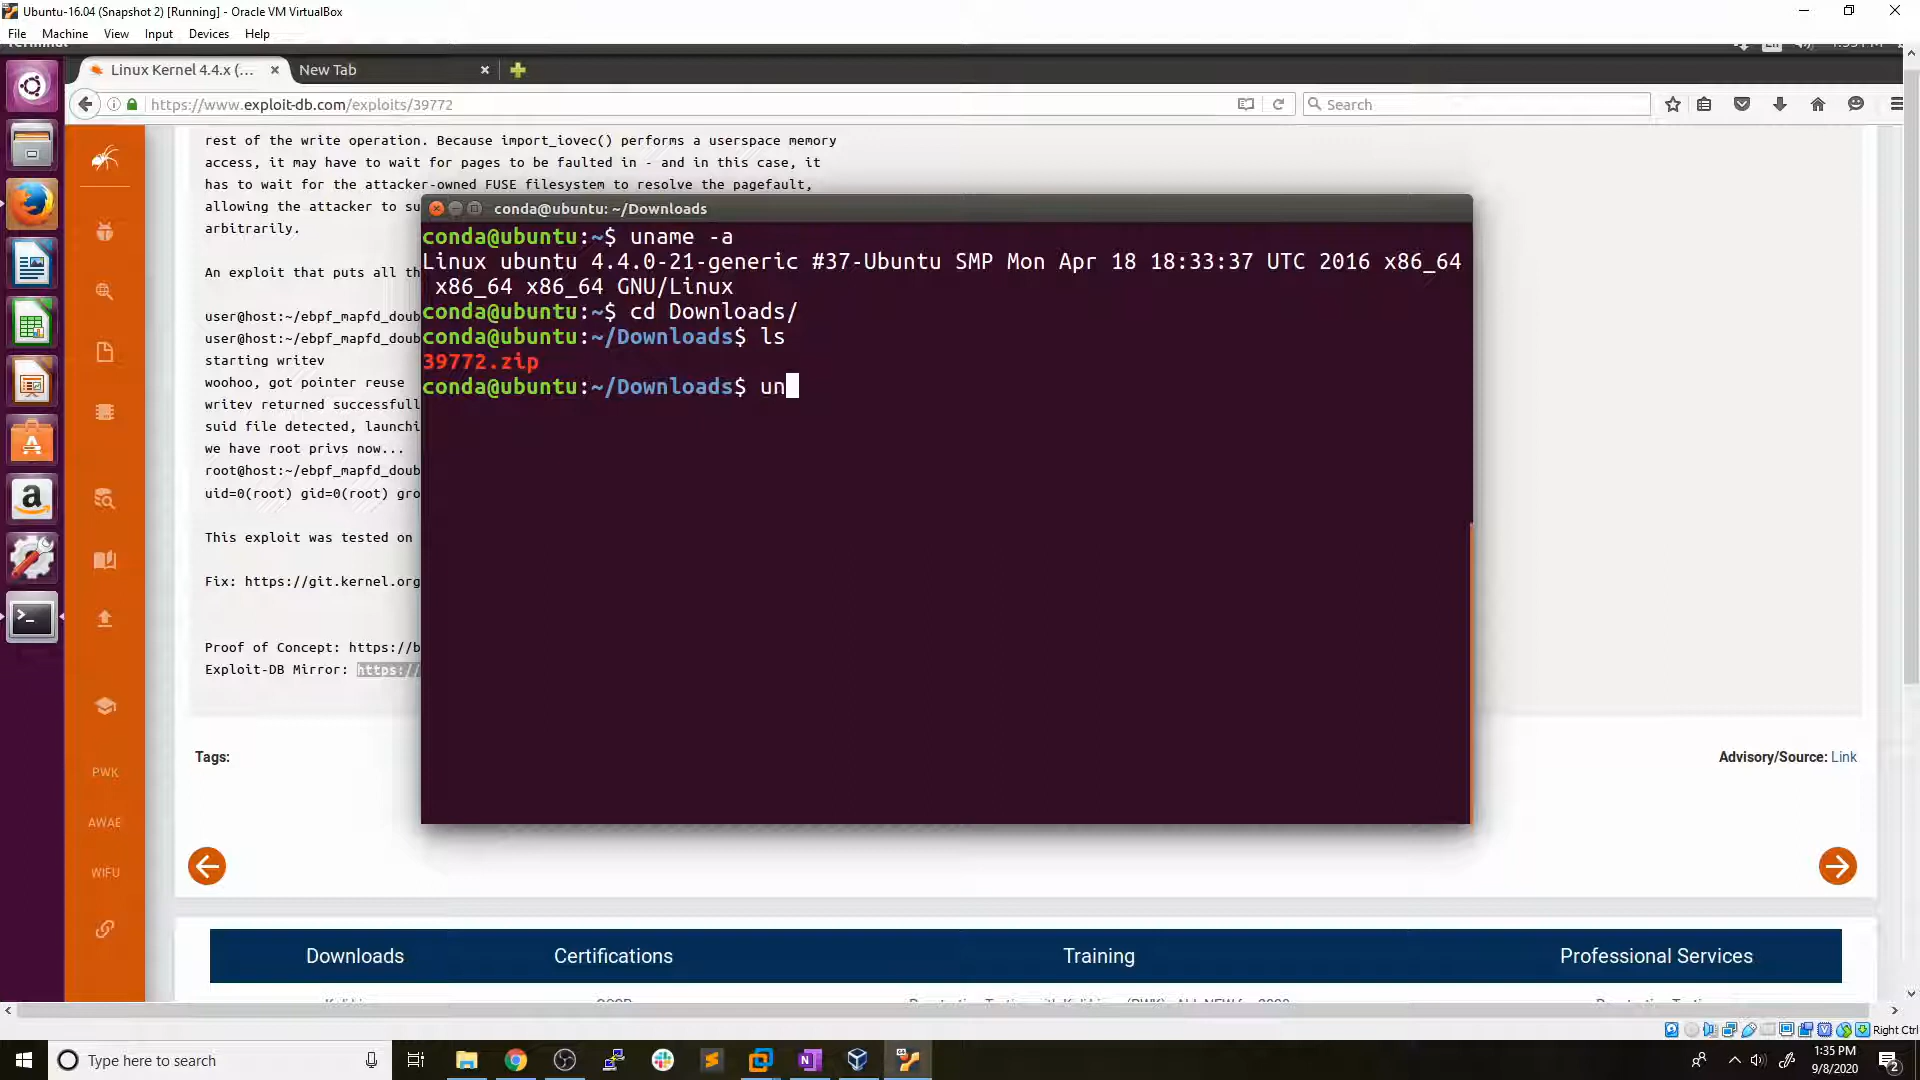 Ubuntu-16.04 (Snapshot 2) [Running] - Oracle VM VirtualBox
File Machine View Input Devices Help
Linux Kernel 4.4.x (...
New Tab
https://www.exploit-db.com/exploits/39772
Search
rest of the write operation. Because import_iovec() performs a userspace memory
access, it may have to wait for pages to be faulted in - and in this case, it
has to wait for the attacker-owned FUSE filesystem to resolve the pagefault,
allowing the attacker to su
arbitrarily.
An exploit that puts all th
user@host:~/ebpf_mapfd_doub
user@host:~/ebpf_mapfd_doub
starting writev
woohoo, got pointer reuse
writev returned successfull
suid file detected, launchi
we have root privs now...
root@host:~/ebpf_mapfd_doub
uid=0(root) gid=0(root) gro
This exploit was tested on
Fix: https://git.kernel.org
Proof of Concept: https://b
Exploit-DB Mirror: https://
conda@ubuntu: ~/Downloads
conda@ubuntu:~$ uname -a
Linux ubuntu 4.4.0-21-generic #37-Ubuntu SMP Mon Apr 18 18:33:37 UTC 2016 x86_64
x86_64 x86_64 GNU/Linux
conda@ubuntu:~$ cd Downloads/
conda@ubuntu:~/Downloads$ ls
39772.zip
conda@ubuntu:~/Downloads$ un
Tags:
Advisory/Source: Link
PWK
AWAE
WIFU
Downloads Certifications Training Professional Services
Right Ctrl
Type here to search
1:35 PM
9/8/2020
2